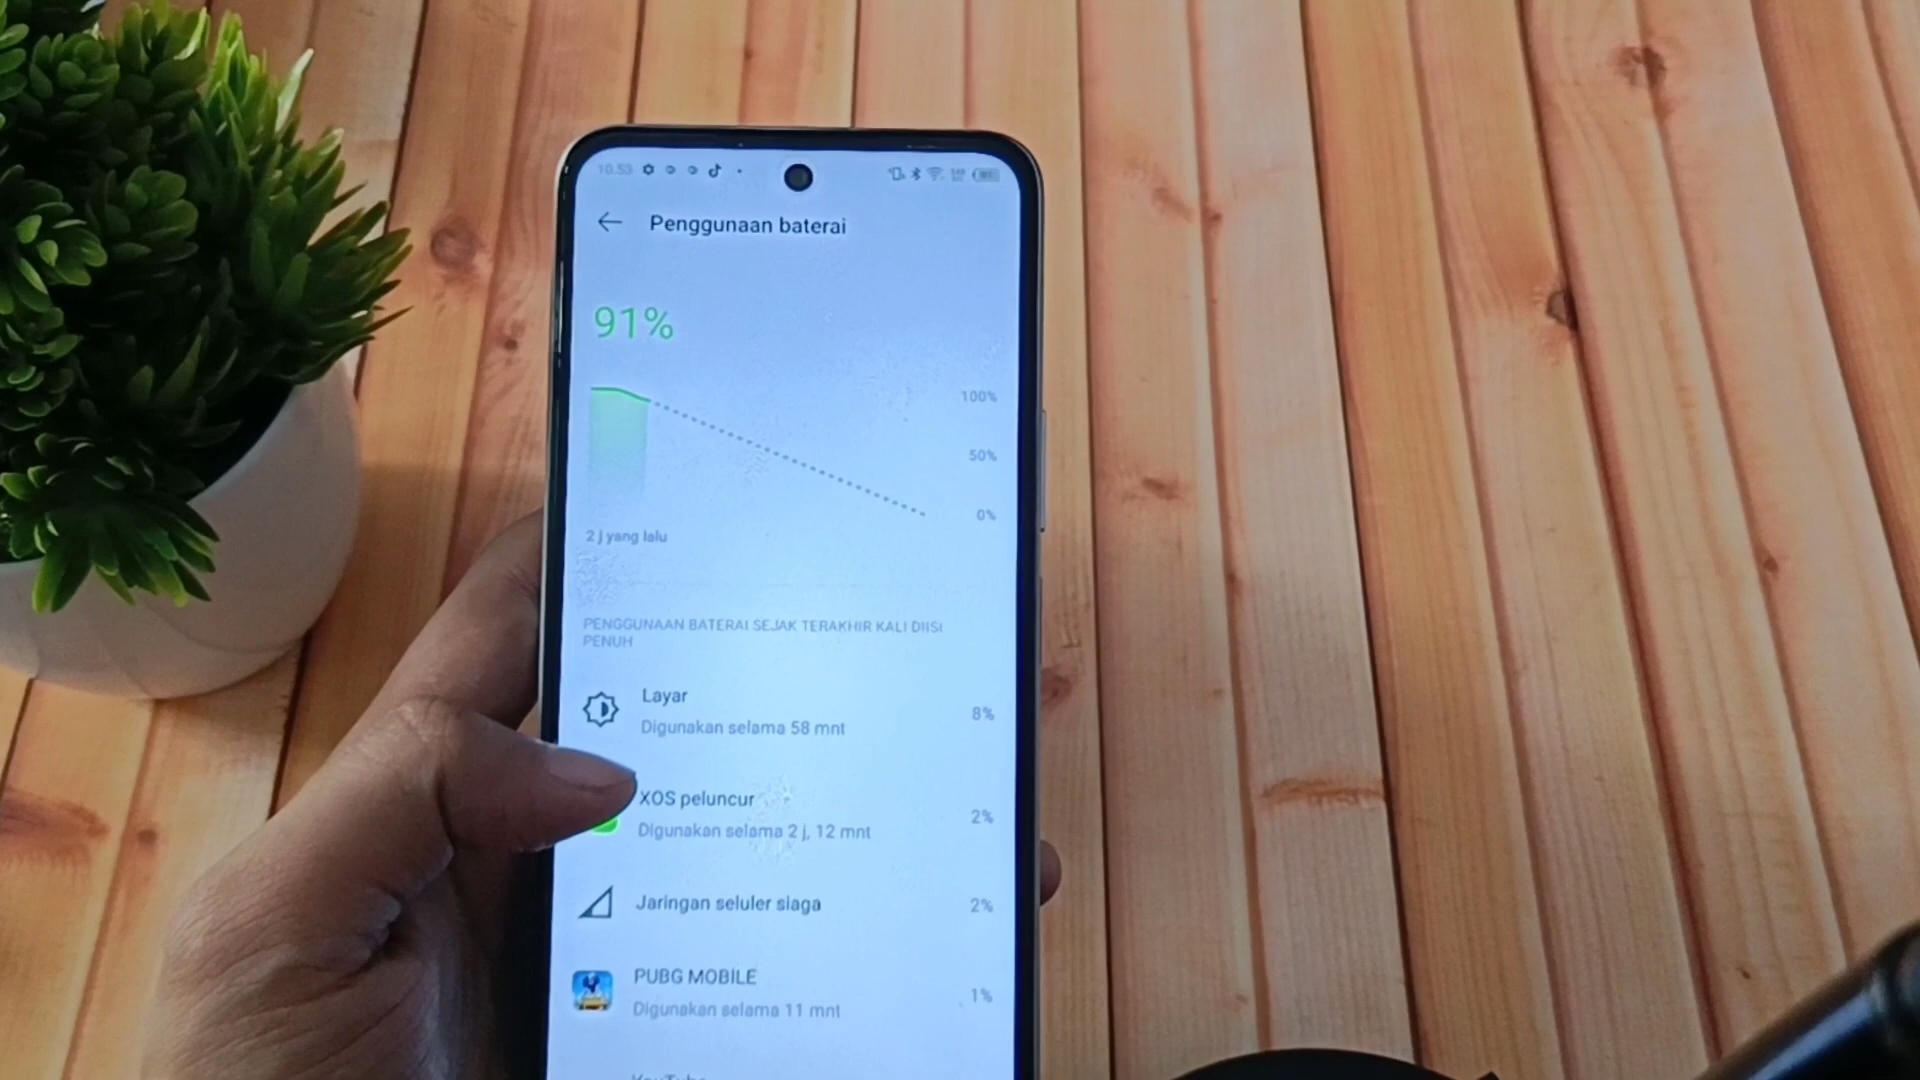 10.53
Penggunaan baterai
91%
100%
50%
0%
2 j yang lalu
PENGGUNAAN BATERAI SEJAK TERAKHIR KALI DIISI
PENUH
Layar
Digunakan selama 58 mnt
8%
XOS peluncur
Digunakan selama 2 j, 12 mnt
2%
Jaringan seluler siaga
2%
PUBG MOBILE
Digunakan selama 11 mnt
1%
YouTube